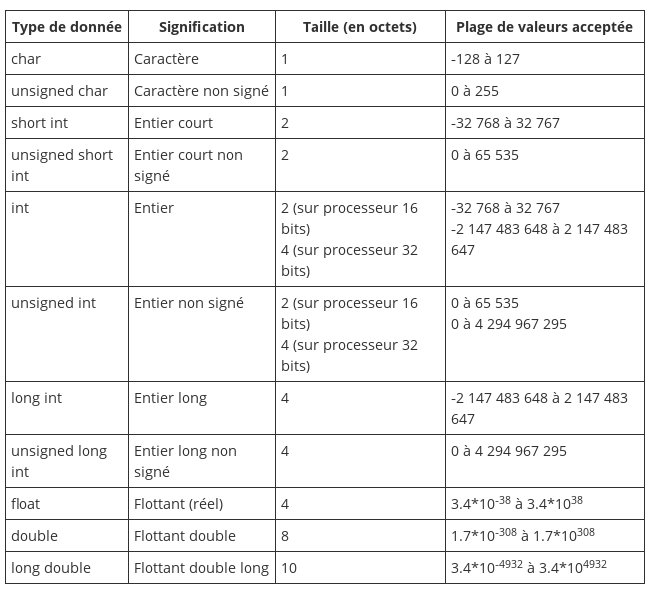 Type de donnée Signification Taille (en octets) Plage de valeurs acceptée
char Caractère 1 -128 à 127
unsigned char Caractère non signé 1 0 à 255
short int Entier court 2 -32 768 à 32 767
unsigned short Entier court non 2 0 à 65 535
int signé
int Entier 2 (sur processeur 16 -32 768 à 32 767
bits) -2 147 483 648 à 2 147 483
4 (sur processeur 32 647
bits)
unsigned int Entier non signé 2 (sur processeur 16 0 à 65 535
bits) 0 à 4 294 967 295
4 (sur processeur 32
bits)
long int Entier long 4 -2 147 483 648 à 2 147 483
647
unsigned long Entier long non 4 0 à 4 294 967 295
int signé
float Flottant (réel) 4 3.4*10⁻³⁸ à 3.4*10³⁸
double Flottant double 8 1.7*10⁻³⁰⁸ à 1.7*10³⁰⁸
long double Flottant double long 10 3.4*10⁻⁴⁹³² à 3.4*10⁴⁹³²